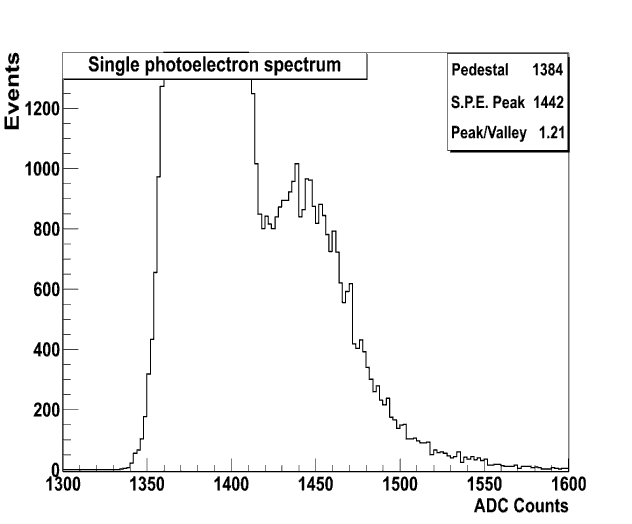 Single photoelectron spectrum
Pedestal 1384
S.P.E. Peak 1442
Peak/Valley 1.21
Events
1200
1000
800
600
400
200
0
1300 1350 1400 1450 1500 1550 1600
ADC Counts